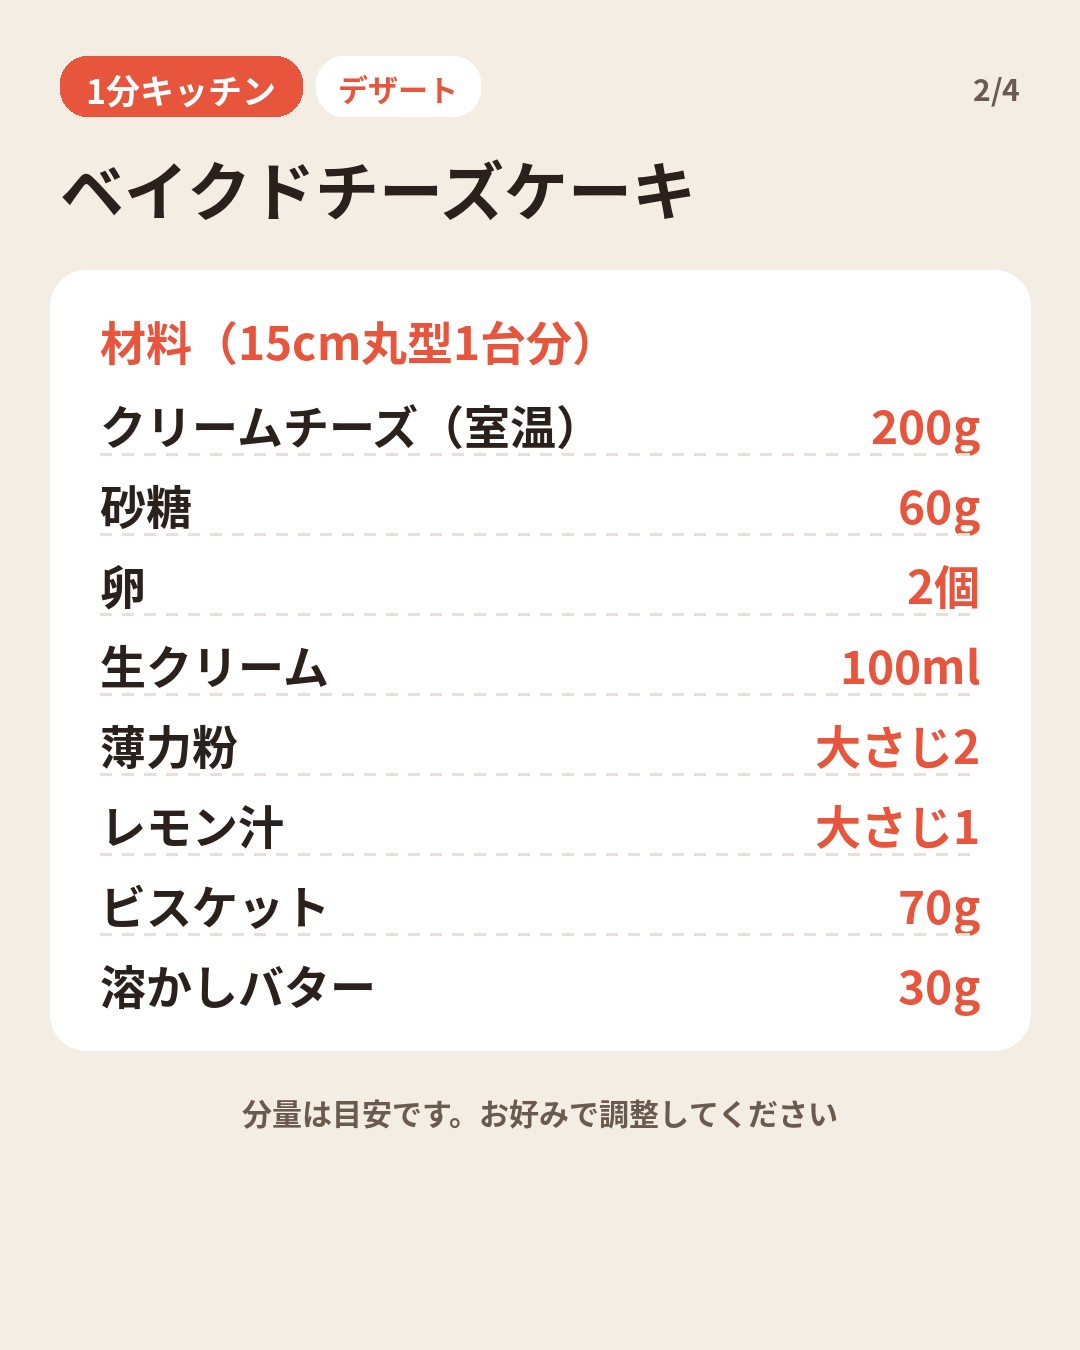 1分キッチン デザート 2/4
ベイクドチーズケーキ
材料（15cm丸型1台分）
クリームチーズ（室温） 200g
砂糖 60g
卵 2個
生クリーム 100ml
薄力粉 大さじ2
レモン汁 大さじ1
ビスケット 70g
溶かしバター 30g
分量は目安です。お好みで調整してください